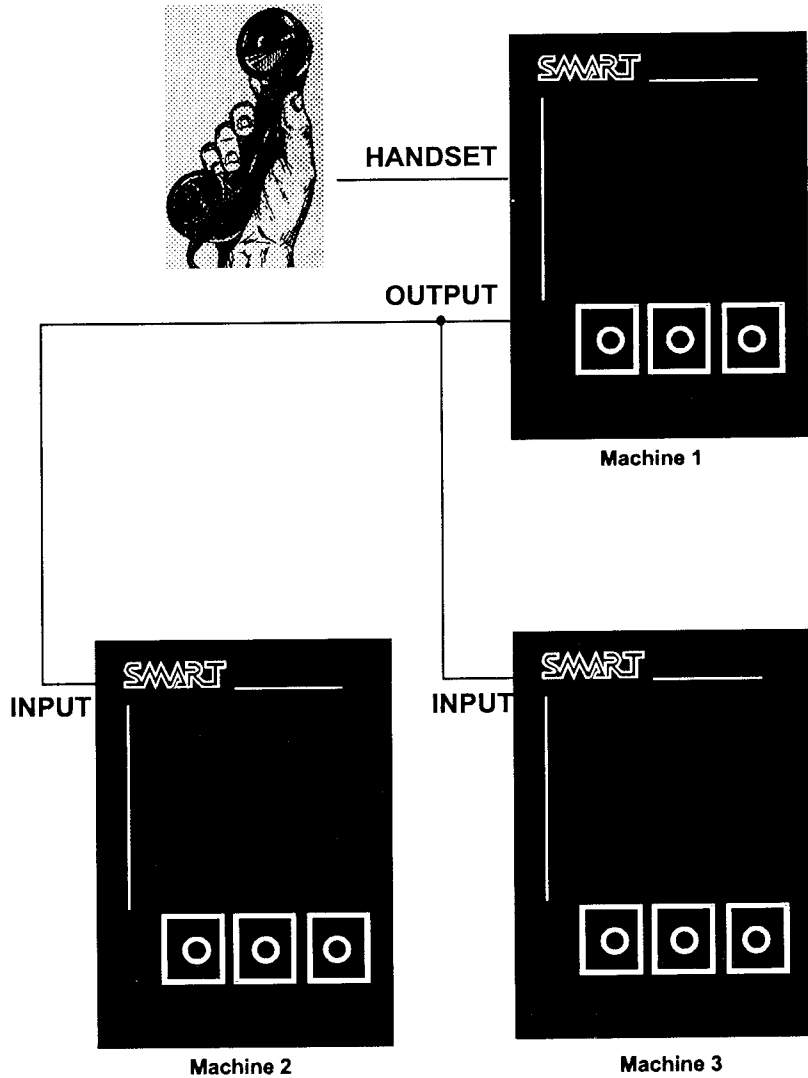 SMART
HANDSET
OUTPUT
Machine 1
SMART
SMART
INPUT
INPUT
Machine 2
Machine 3